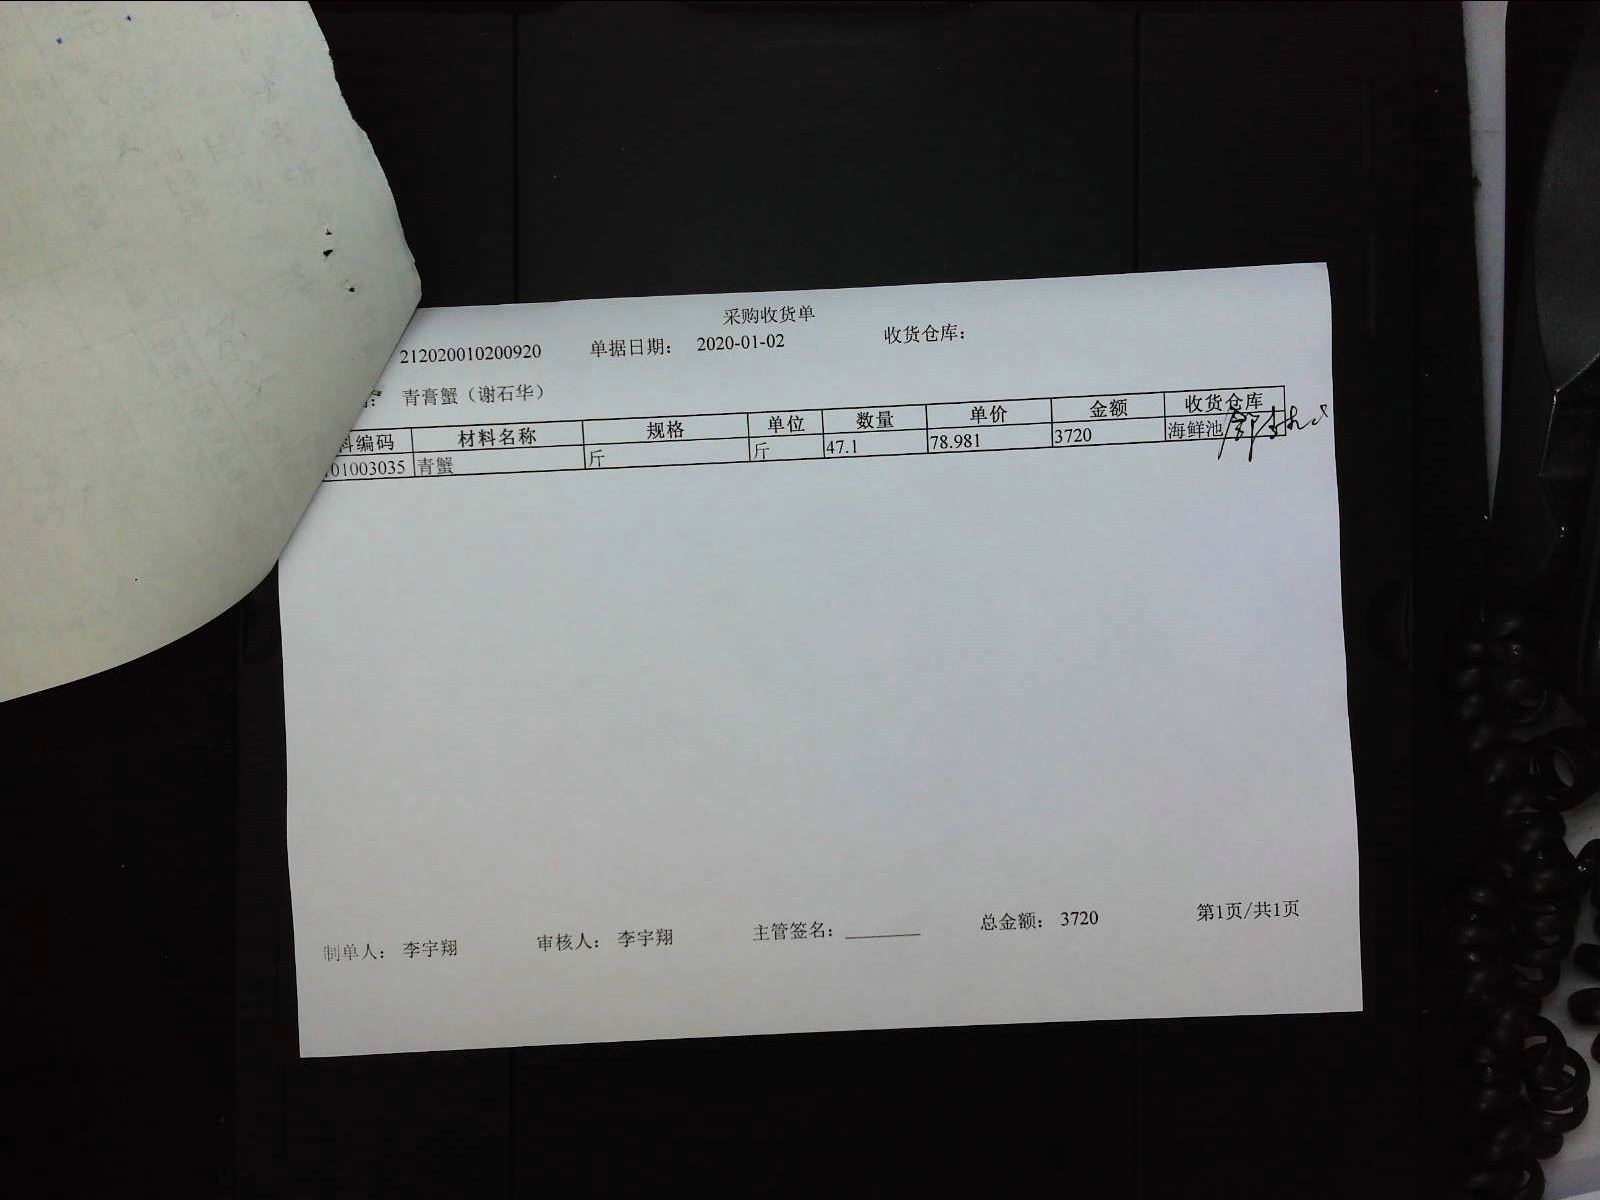 采购收货单
212020010200920 单据日期： 2020-01-02 收货仓库：
青膏蟹（谢石华）
料编码 材料名称 规格 单位 数量 单价 金额 收货仓库
01003035 青蟹 斤 斤 47.1 78.981 3720 海鲜池
制单人： 李宇翔 审核人： 李宇翔 主管签名： 总金额： 3720 第1页/共1页